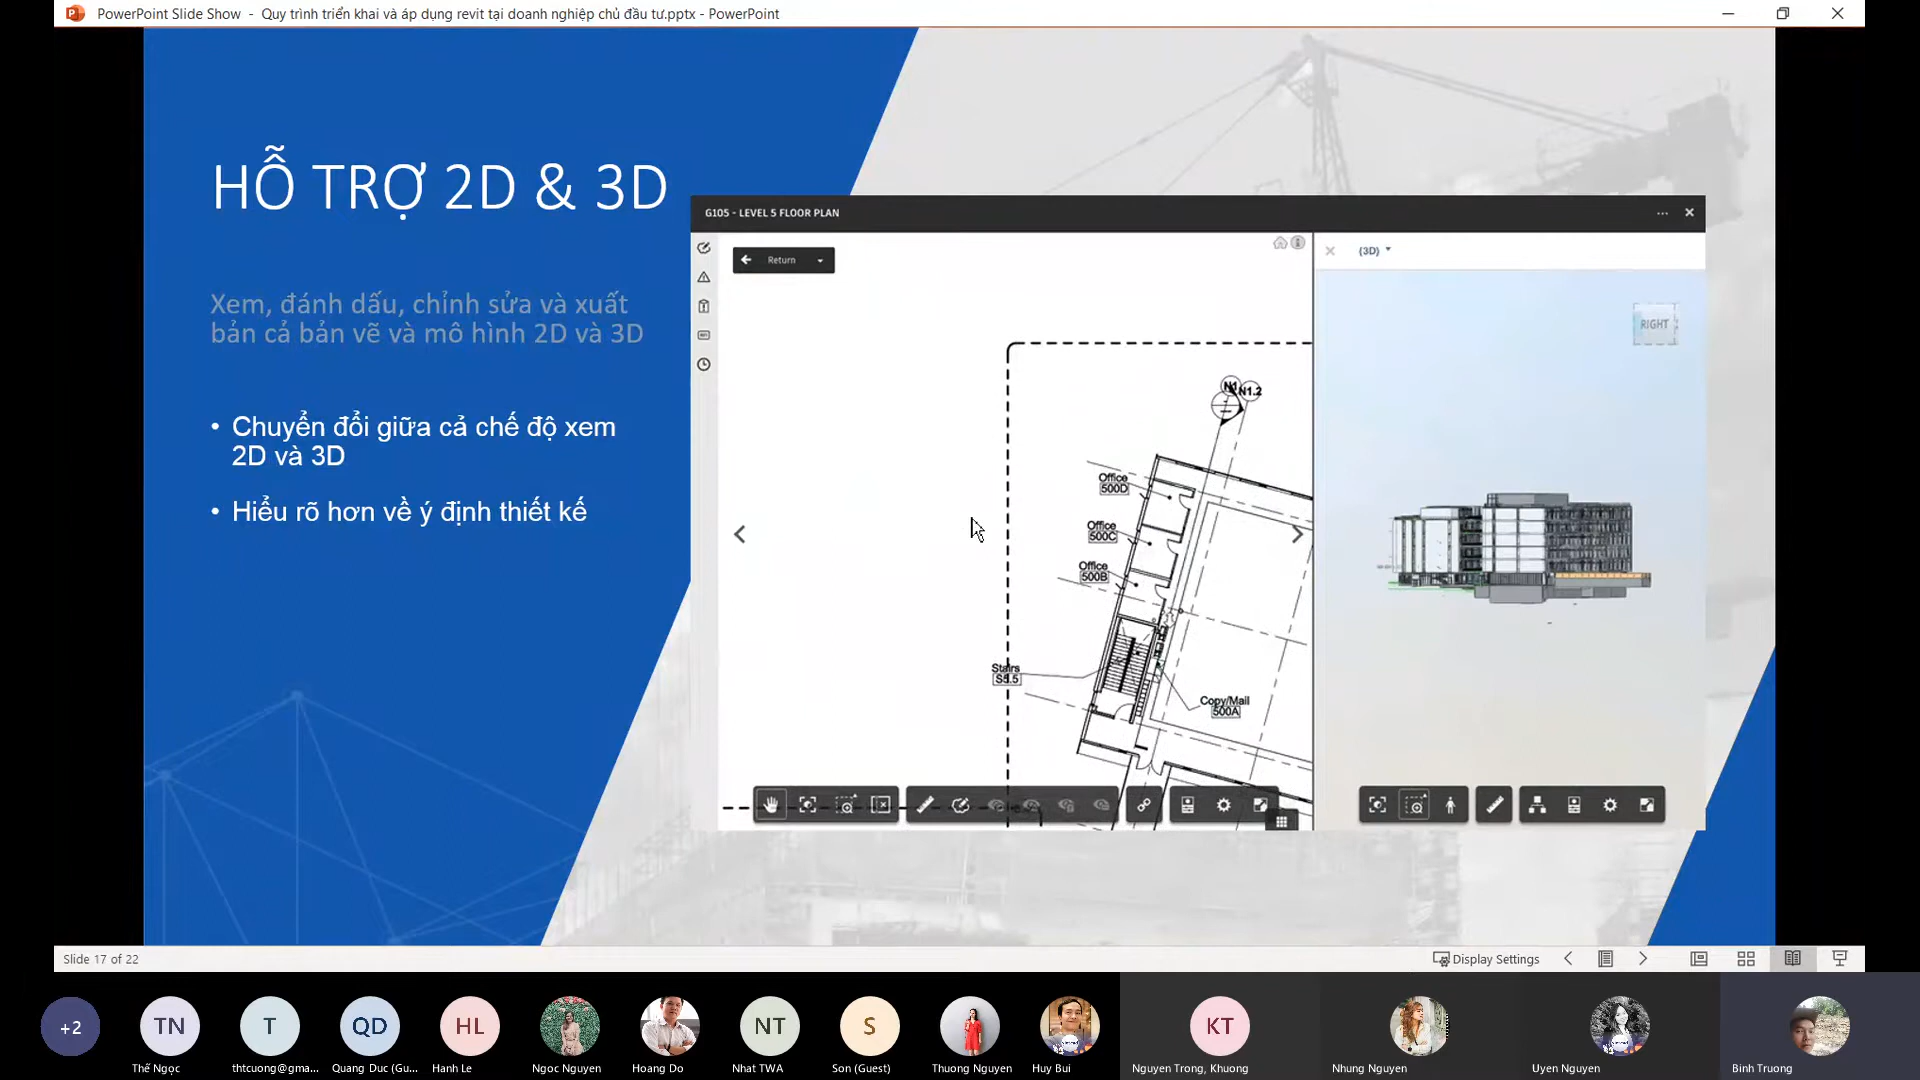 PowerPoint Slide Show - Quy trình triển khai và áp dụng revit tại doanh nghiệp chủ đầu tư.pptx - PowerPoint
HỖ TRỢ 2D & 3D
Xem, đánh dấu, chỉnh sửa và xuất
bản cả bản vẽ và mô hình 2D và 3D
• Chuyển đổi giữa cả chế độ xem
2D và 3D
• Hiểu rõ hơn về ý định thiết kế
G105 - LEVEL 5 FLOOR PLAN
Return
(3D)
RIGHT
N1
N1.2
Office
500D
Office
500C
Office
500B
Stairs
S5.5
Copy/Mail
500A
Slide 17 of 22
Display Settings
+2
TN
T
QD
HL
NT
S
KT
Thế Ngọc
thtcuong@gma...
Quang Duc (Gu...
Hanh Le
Ngoc Nguyen
Hoang Do
Nhat TWA
Son (Guest)
Thuong Nguyen
Huy Bui
Nguyen Trong, Khuong
Nhung Nguyen
Uyen Nguyen
Binh Truong